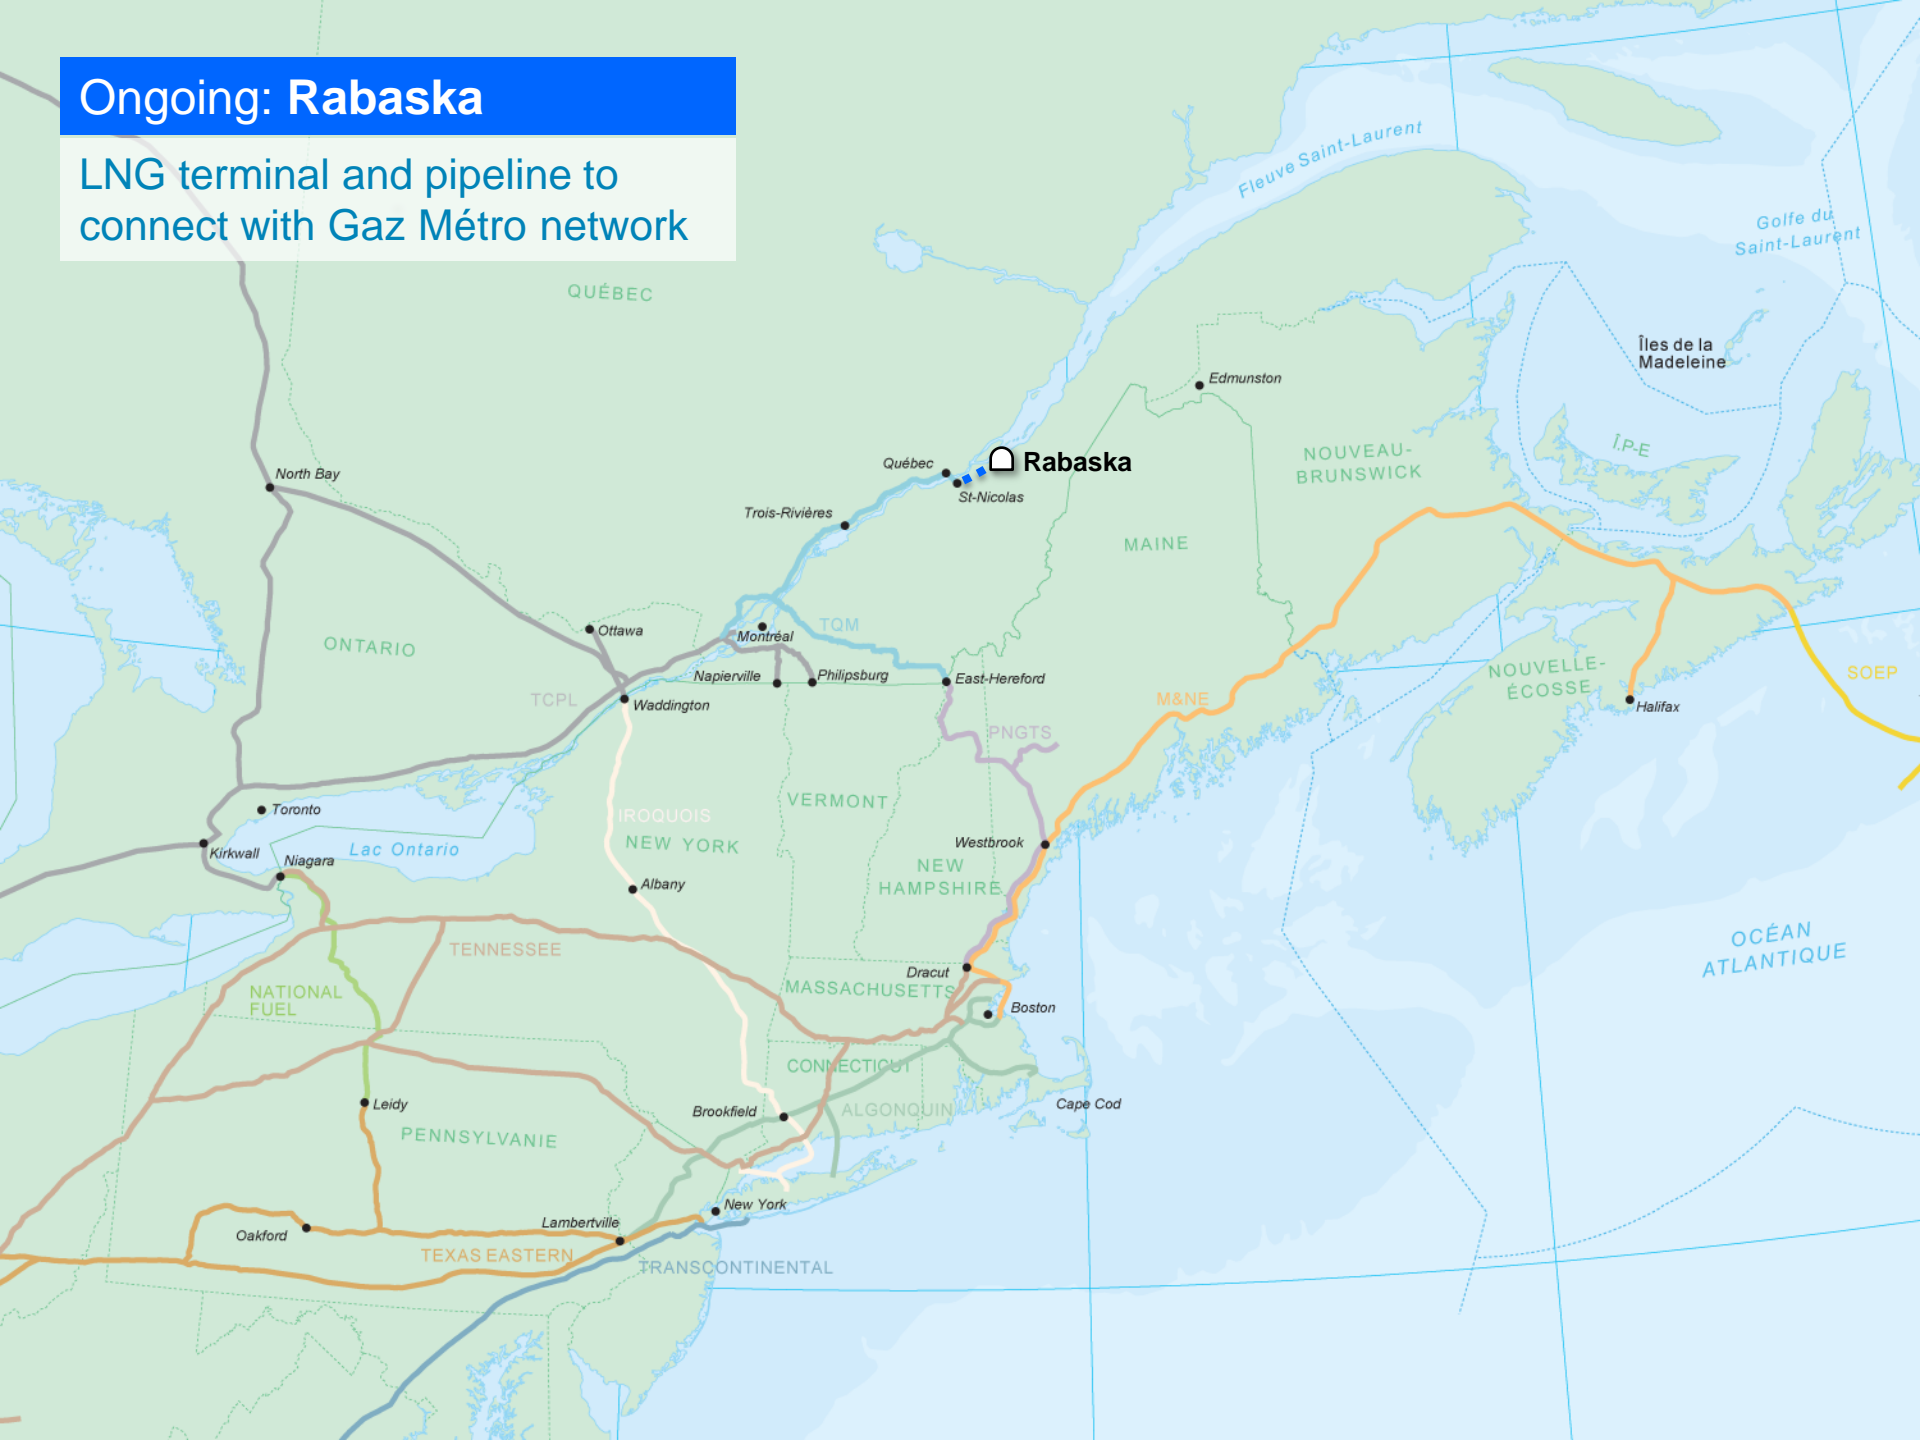 Ongoing: Rabaska
LNG terminal and pipeline to
connect with Gaz Métro network
Fleuve Saint-Laurent
Golfe du
Saint-Laurent
QUÉBEC
Îles de la
Madeleine
Edmunston
Î.P-E
NOUVEAU-
BRUNSWICK
Québec
Rabaska
St-Nicolas
North Bay
Trois-Rivières
MAINE
TQM
Ottawa
Montréal
ONTARIO
Napierville
Philipsburg
East-Hereford
NOUVELLE-
ÉCOSSE
SOEP
TCPL
Waddington
M&NE
Halifax
PNGTS
VERMONT
Toronto
IROQUOIS
NEW YORK
Westbrook
Kirkwall
Lac Ontario
Niagara
NEW
HAMPSHIRE
Albany
OCÉAN
ATLANTIQUE
TENNESSEE
Dracut
NATIONAL
FUEL
MASSACHUSETTS
Boston
CONNECTICUT
Leidy
Brookfield
ALGONQUIN
Cape Cod
PENNSYLVANIE
New York
Oakford
Lambertville
TEXAS EASTERN
TRANSCONTINENTAL